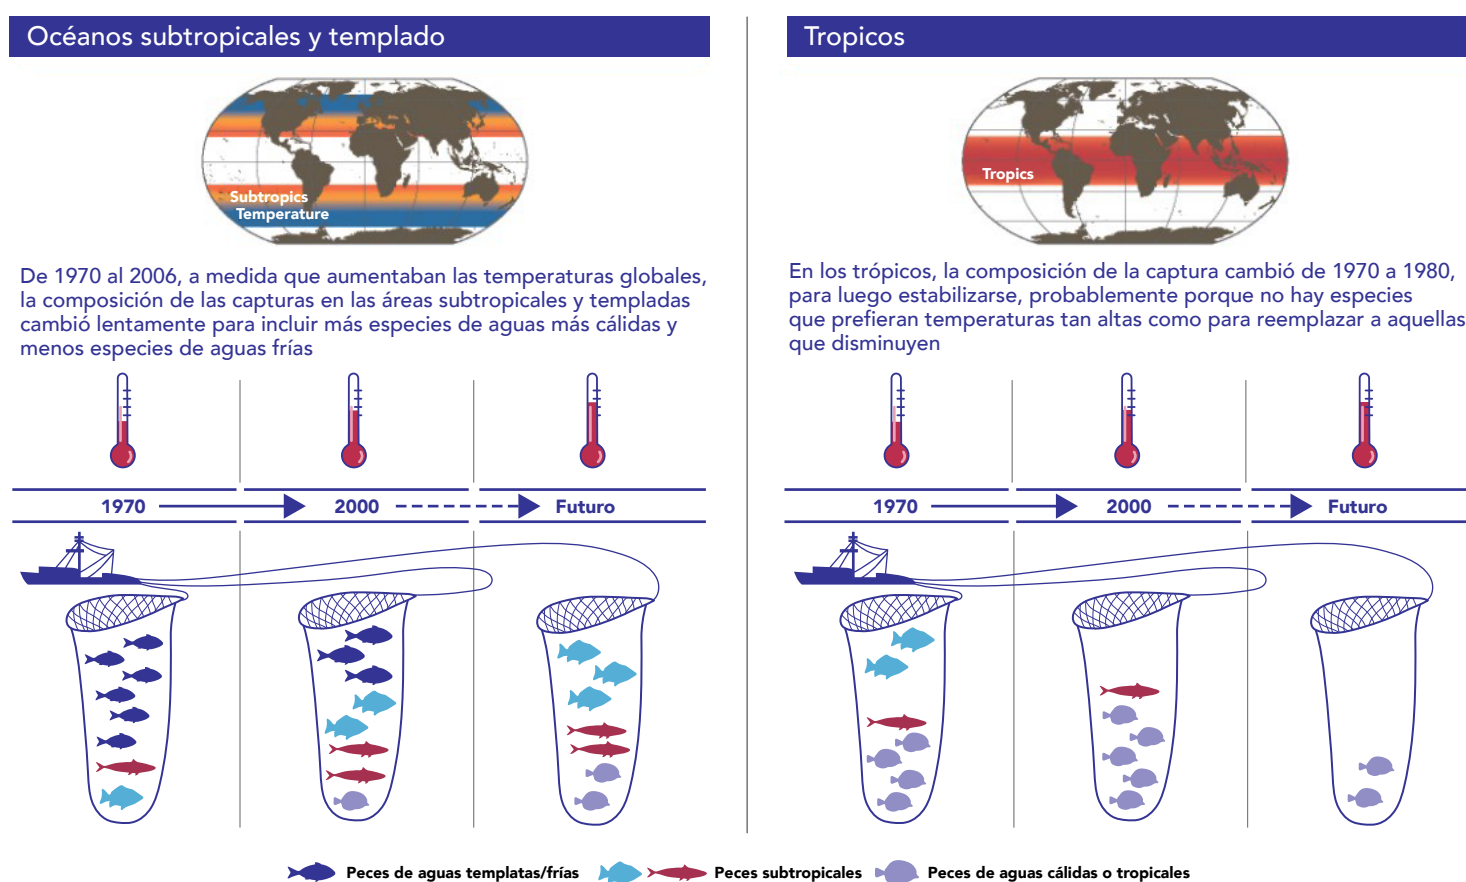 Océanos subtropicales y templado
Subtropics
Temperature
De 1970 al 2006, a medida que aumentaban las temperaturas globales,
la composición de las capturas en las áreas subtropicales y templadas
cambió lentamente para incluir más especies de aguas más cálidas y
menos especies de aguas frías
1970
2000
Futuro
Tropicos
Tropics
En los trópicos, la composición de la captura cambió de 1970 a 1980,
para luego estabilizarse, probablemente porque no hay especies
que prefieran temperaturas tan altas como para reemplazar a aquellas
que disminuyen
1970
2000
Futuro
Peces de aguas templatas/frías
Peces subtropicales
Peces de aguas cálidas o tropicales